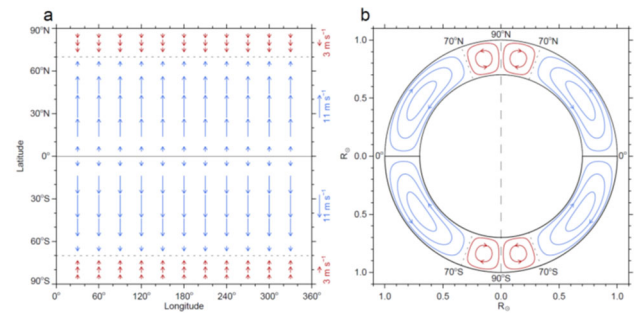 a
90°N
60°N
30°N
0°
30°S
60°S
90°S
Latitude
0°
60°
120°
180°
240°
300°
360°
Longitude
3 m s⁻¹
11 m s⁻¹
11 m s⁻¹
3 m s⁻¹
b
90°N
70°N
70°N
1.0
0.5
0.0
0.5
1.0
R⊙
0°
0°
70°S
70°S
90°S
1.0
0.5
0.0
0.5
1.0
R⊙